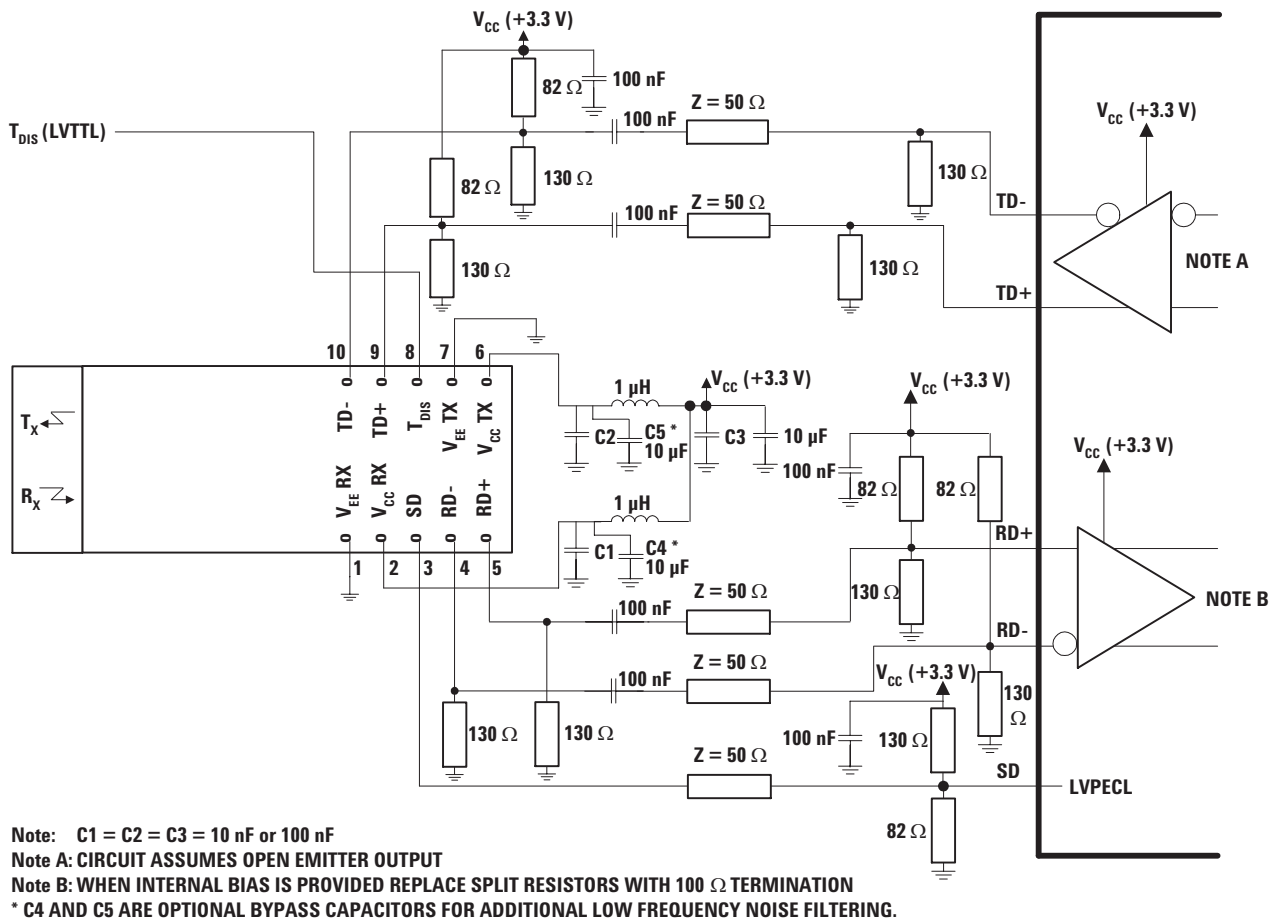 V_CC (+3.3 V)
82 Ω
100 nF
T_DIS (LVTTL)
100 nF
Z = 50 Ω
130 Ω
130 Ω
V_CC (+3.3 V)
TD-
82 Ω
100 nF
Z = 50 Ω
130 Ω
130 Ω
TD+
NOTE A
10 9 8 7 6
TD- TD+ T_DIS V_EE TX V_CC TX
V_EE RX V_CC RX SD RD- RD+
1 2 3 4 5
T_X
R_X
1 µH
V_CC (+3.3 V)
C2
C5 *
10 µF
C3
10 µF
1 µH
C1
C4 *
10 µF
V_CC (+3.3 V)
100 nF
82 Ω
82 Ω
V_CC (+3.3 V)
RD+
130 Ω
NOTE B
100 nF
Z = 50 Ω
RD-
100 nF
Z = 50 Ω
130 Ω
130 Ω
V_CC (+3.3 V)
130
Ω
100 nF
130 Ω
Z = 50 Ω
SD
LVPECL
82 Ω
Note: C1 = C2 = C3 = 10 nF or 100 nF
Note A: CIRCUIT ASSUMES OPEN EMITTER OUTPUT
Note B: WHEN INTERNAL BIAS IS PROVIDED REPLACE SPLIT RESISTORS WITH 100 Ω TERMINATION
* C4 AND C5 ARE OPTIONAL BYPASS CAPACITORS FOR ADDITIONAL LOW FREQUENCY NOISE FILTERING.